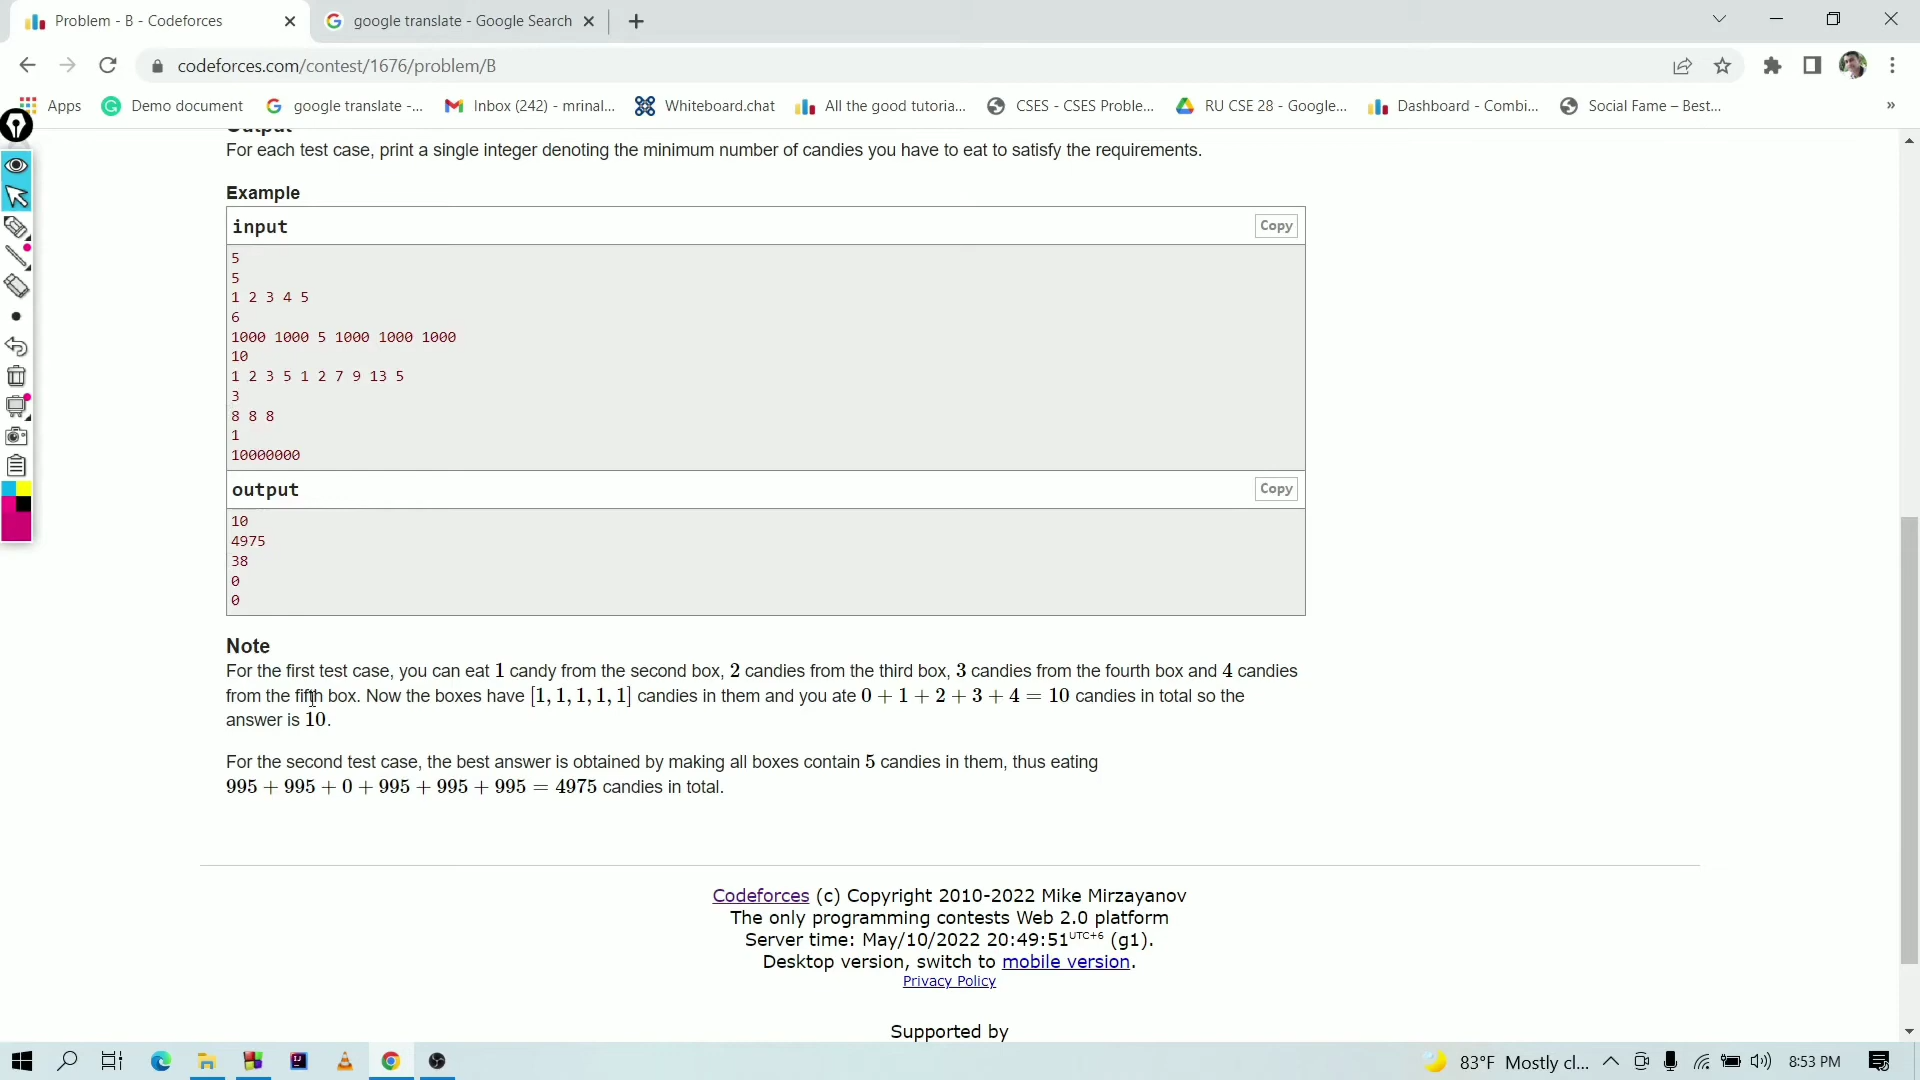 Problem - B - Codeforces
google translate - Google Search
codeforces.com/contest/1676/problem/B
Apps
Demo document
google translate -...
Inbox (242) - mrinal...
Whiteboard.chat
All the good tutoria...
CSES - CSES Proble...
RU CSE 28 - Google...
Dashboard - Combi...
Social Fame – Best...
»
Output
For each test case, print a single integer denoting the minimum number of candies you have to eat to satisfy the requirements.
Example
input
Copy
5
5
1 2 3 4 5
6
1000 1000 5 1000 1000 1000
10
1 2 3 5 1 2 7 9 13 5
3
8 8 8
1
10000000
output
Copy
10
4975
38
0
0
Note
For the first test case, you can eat 1 candy from the second box, 2 candies from the third box, 3 candies from the fourth box and 4 candies
from the fifth box. Now the boxes have [1, 1, 1, 1, 1] candies in them and you ate 0 + 1 + 2 + 3 + 4 = 10 candies in total so the
answer is 10.
For the second test case, the best answer is obtained by making all boxes contain 5 candies in them, thus eating
995 + 995 + 0 + 995 + 995 + 995 = 4975 candies in total.
Codeforces (c) Copyright 2010-2022 Mike Mirzayanov
The only programming contests Web 2.0 platform
Server time: May/10/2022 20:49:51 UTC+6 (g1).
Desktop version, switch to mobile version.
Privacy Policy
Supported by
83°F Mostly cl...
8:53 PM